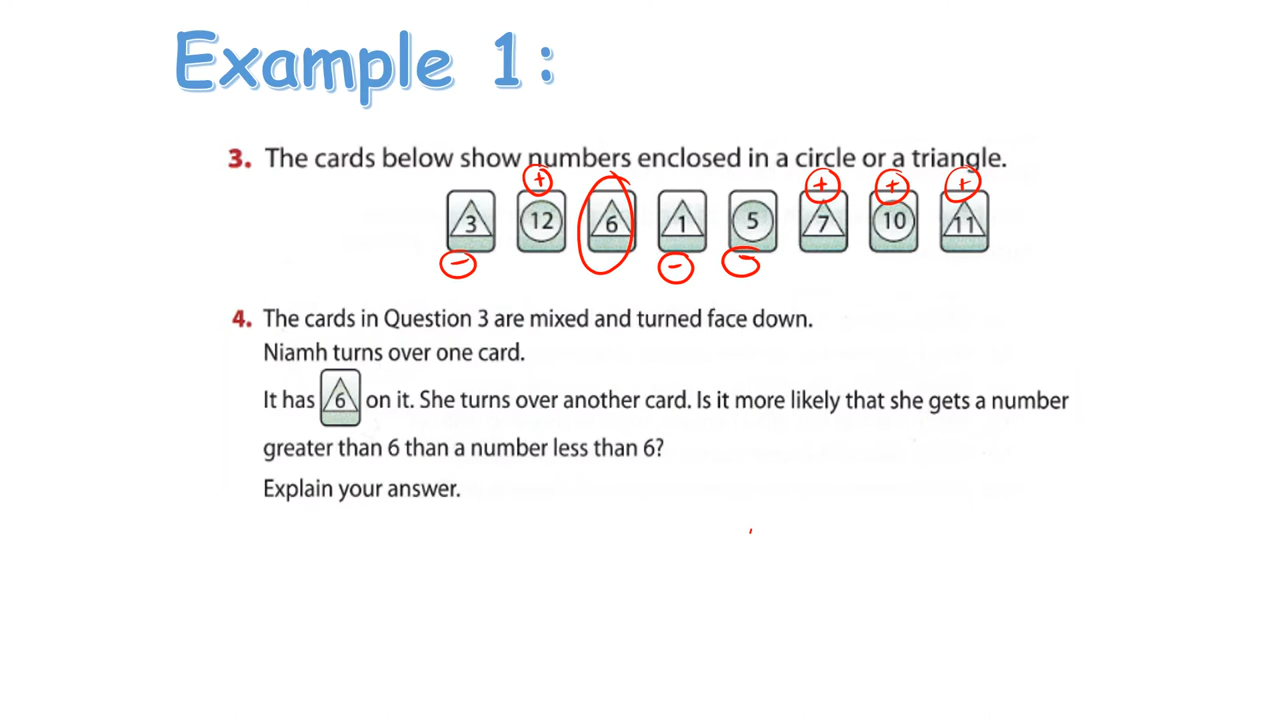 Example 1:
3. The cards below show numbers enclosed in a circle or a triangle.
+ + + +
3 12 6 1 5 7 10 11
− − −
4. The cards in Question 3 are mixed and turned face down.
Niamh turns over one card.
It has 6 on it. She turns over another card. Is it more likely that she gets a number
greater than 6 than a number less than 6?
Explain your answer.